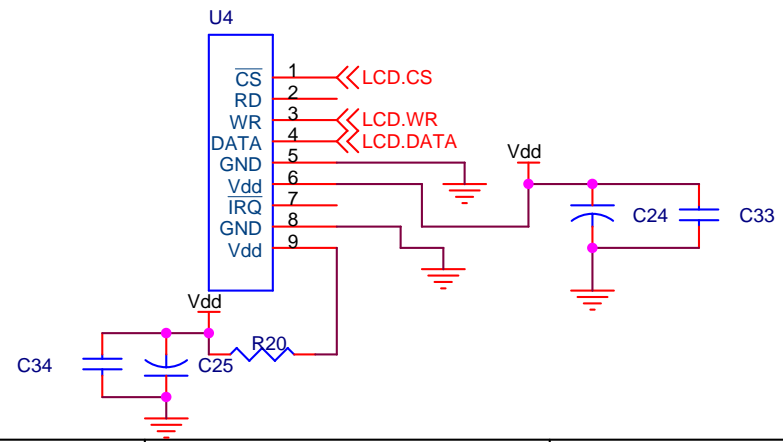 U4
CS 1 LCD.CS
RD 2
WR 3 LCD.WR
DATA 4 LCD.DATA
GND 5
Vdd 6
IRQ 7
GND 8
Vdd 9
Vdd
C24 C33
Vdd
R20
C34 C25